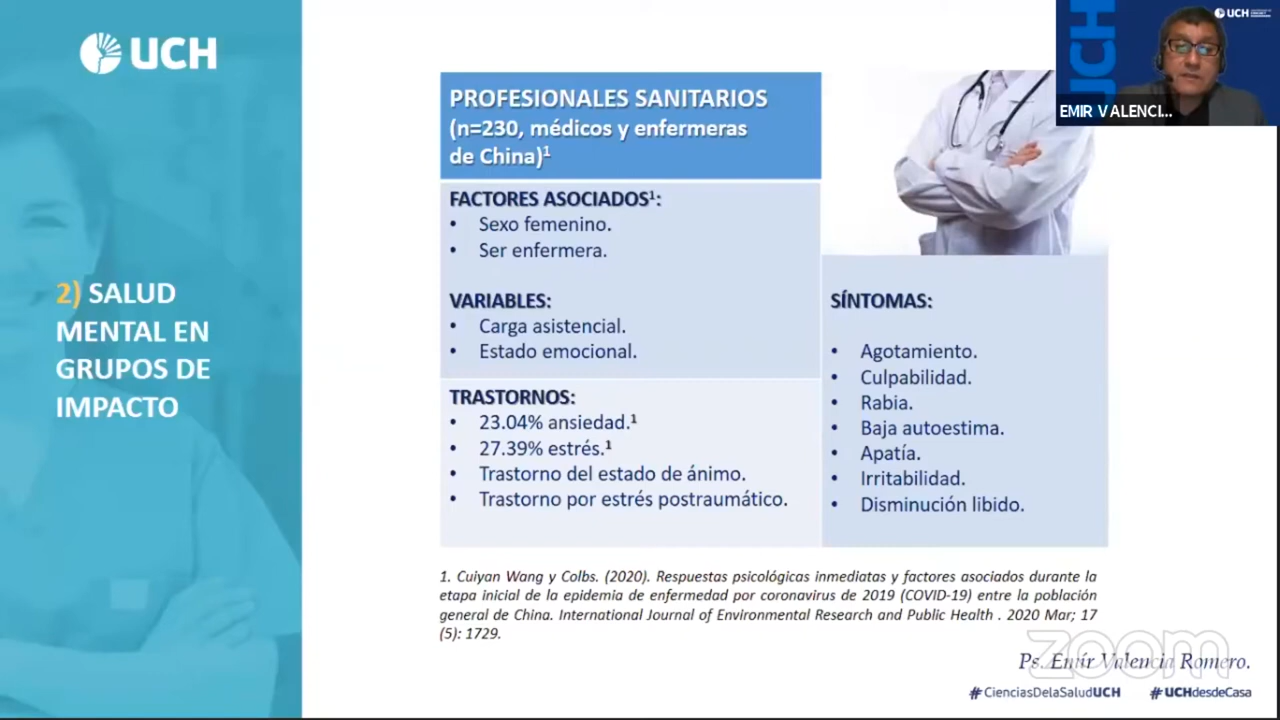 UCH
2) SALUD
MENTAL EN
GRUPOS DE
IMPACTO
PROFESIONALES SANITARIOS
(n=230, médicos y enfermeras
de China)¹
FACTORES ASOCIADOS¹:
• Sexo femenino.
• Ser enfermera.
VARIABLES:
• Carga asistencial.
• Estado emocional.
TRASTORNOS:
• 23.04% ansiedad.¹
• 27.39% estrés.¹
• Trastorno del estado de ánimo.
• Trastorno por estrés postraumático.
SÍNTOMAS:
• Agotamiento.
• Culpabilidad.
• Rabia.
• Baja autoestima.
• Apatía.
• Irritabilidad.
• Disminución libido.
UCH
UCH
EMIR VALENCI...
1. Cuiyan Wang y Colbs. (2020). Respuestas psicológicas inmediatas y factores asociados durante la
etapa inicial de la epidemia de enfermedad por coronavirus de 2019 (COVID-19) entre la población
general de China. International Journal of Environmental Research and Public Health . 2020 Mar; 17
(5): 1729.
zoom
Ps. Emir Valencia Romero.
#CienciasDelaSaludUCH #UCHdesdeCasa